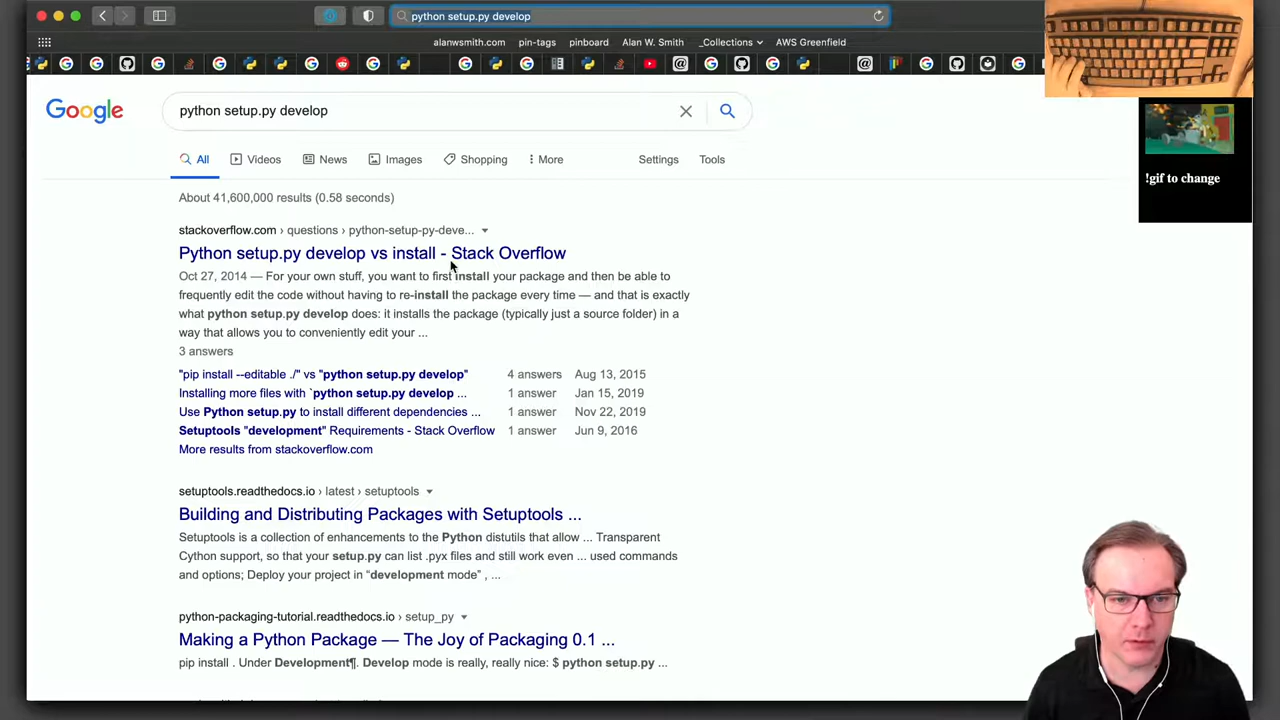 python setup.py develop
alanwsmith.com pin-tags pinboard Alan W. Smith _Collections AWS Greenfield
Google
python setup.py develop
All Videos News Images Shopping More Settings Tools
About 41,600,000 results (0.58 seconds)
stackoverflow.com › questions › python-setup-py-deve...
Python setup.py develop vs install - Stack Overflow
Oct 27, 2014 — For your own stuff, you want to first install your package and then be able to
frequently edit the code without having to re-install the package every time — and that is exactly
what python setup.py develop does: it installs the package (typically just a source folder) in a
way that allows you to conveniently edit your ...
3 answers
"pip install --editable ./" vs "python setup.py develop" 4 answers Aug 13, 2015
Installing more files with `python setup.py develop ... 1 answer Jan 15, 2019
Use Python setup.py to install different dependencies ... 1 answer Nov 22, 2019
Setuptools "development" Requirements - Stack Overflow 1 answer Jun 9, 2016
More results from stackoverflow.com
setuptools.readthedocs.io › latest › setuptools
Building and Distributing Packages with Setuptools ...
Setuptools is a collection of enhancements to the Python distutils that allow ... Transparent
Cython support, so that your setup.py can list .pyx files and still work even ... used commands
and options; Deploy your project in “development mode” , ...
python-packaging-tutorial.readthedocs.io › setup_py
Making a Python Package — The Joy of Packaging 0.1 ...
pip install . Under Development¶. Develop mode is really, really nice: $ python setup.py ...
!gif to change